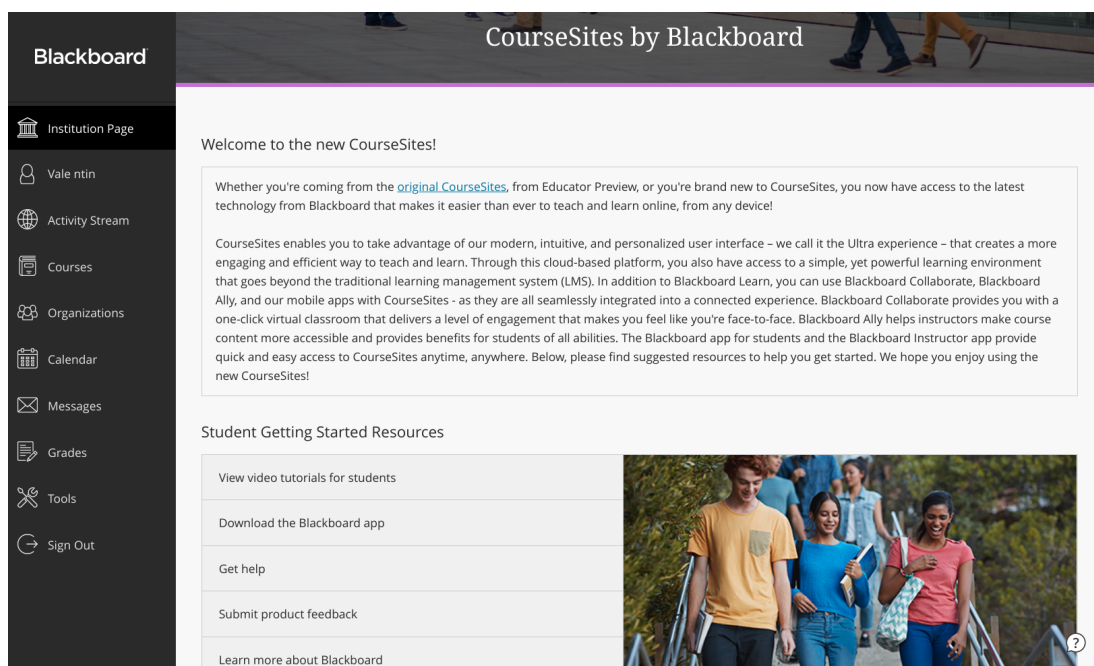 CourseSites by Blackboard
Blackboard
Institution Page
Vale ntin
Activity Stream
Courses
Organizations
Calendar
Messages
Grades
Tools
Sign Out
Welcome to the new CourseSites!
Whether you're coming from the original CourseSites, from Educator Preview, or you're brand new to CourseSites, you now have access to the latest
technology from Blackboard that makes it easier than ever to teach and learn online, from any device!
CourseSites enables you to take advantage of our modern, intuitive, and personalized user interface – we call it the Ultra experience – that creates a more
engaging and efficient way to teach and learn. Through this cloud-based platform, you also have access to a simple, yet powerful learning environment
that goes beyond the traditional learning management system (LMS). In addition to Blackboard Learn, you can use Blackboard Collaborate, Blackboard
Ally, and our mobile apps with CourseSites - as they are all seamlessly integrated into a connected experience. Blackboard Collaborate provides you with a
one-click virtual classroom that delivers a level of engagement that makes you feel like you're face-to-face. Blackboard Ally helps instructors make course
content more accessible and provides benefits for students of all abilities. The Blackboard app for students and the Blackboard Instructor app provide
quick and easy access to CourseSites anytime, anywhere. Below, please find suggested resources to help you get started. We hope you enjoy using the
new CourseSites!
Student Getting Started Resources
View video tutorials for students
Download the Blackboard app
Get help
Submit product feedback
Learn more about Blackboard
?